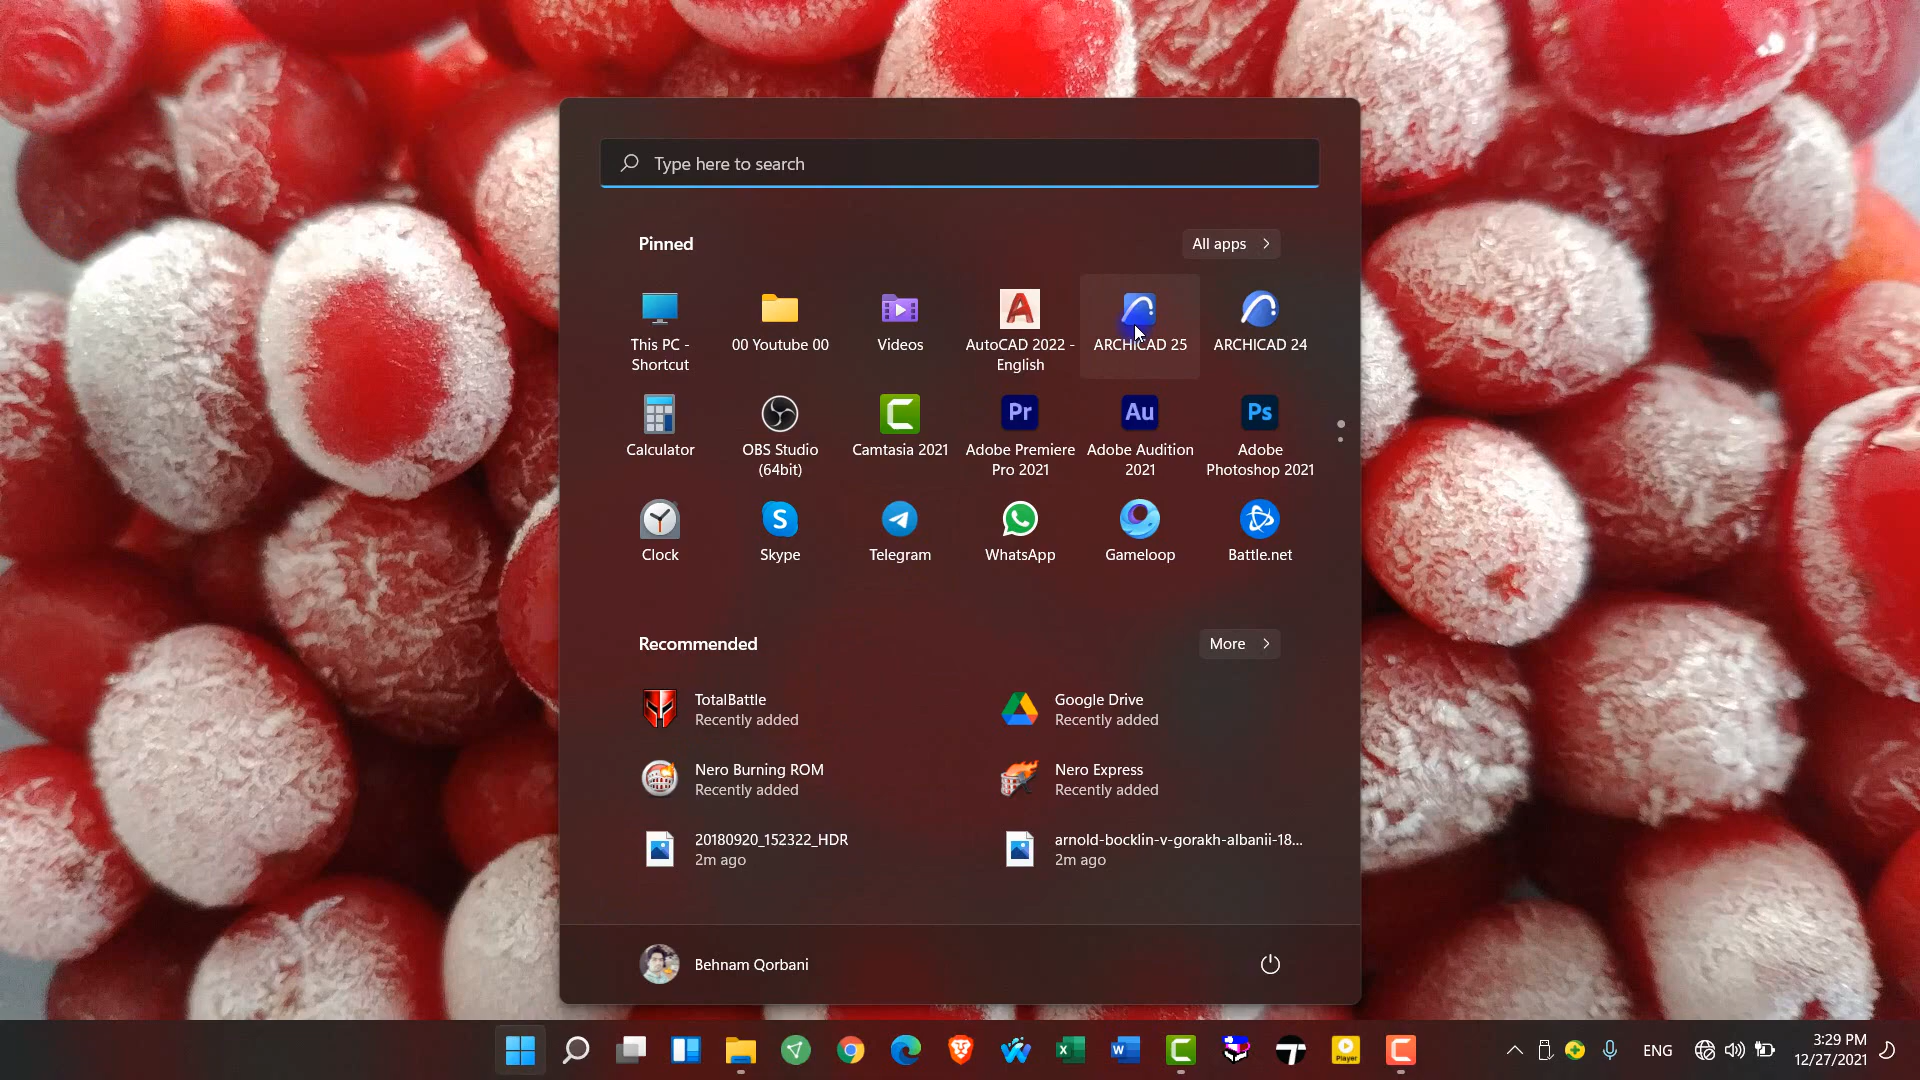 Type here to search
Pinned
All apps
This PC -
Shortcut
00 Youtube 00
Videos
AutoCAD 2022 -
English
ARCHICAD 25
ARCHICAD 24
Calculator
OBS Studio
(64bit)
Camtasia 2021
Pr
Adobe Premiere
Pro 2021
Au
Adobe Audition
2021
Ps
Adobe
Photoshop 2021
Clock
S
Skype
Telegram
WhatsApp
Gameloop
Battle.net
Recommended
More
TotalBattle
Recently added
Google Drive
Recently added
Nero Burning ROM
Recently added
Nero Express
Recently added
20180920_152322_HDR
2m ago
arnold-bocklin-v-gorakh-albanii-18...
2m ago
Behnam Qorbani
Player
ENG
3:29 PM
12/27/2021